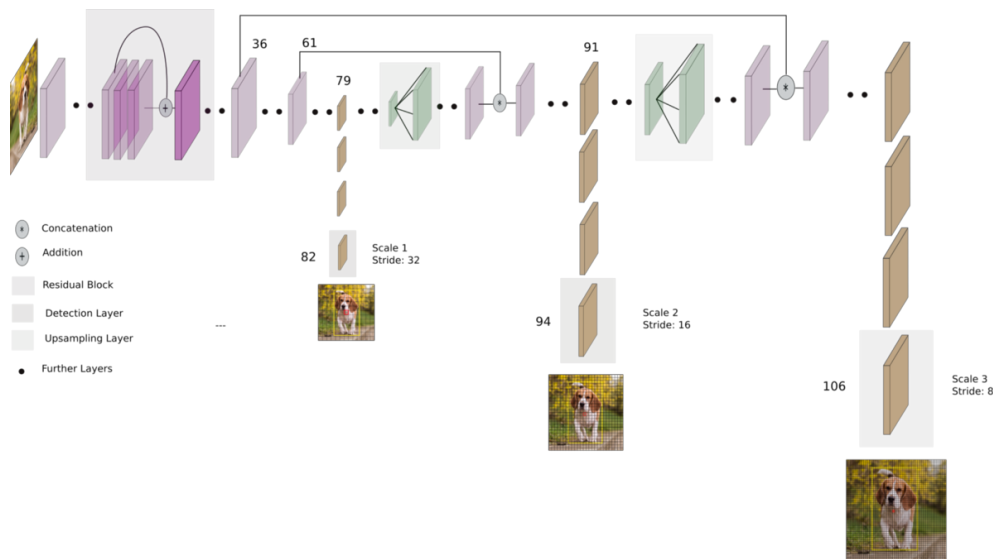 36
61
79
91
82
Scale 1
Stride: 32
94
Scale 2
Stride: 16
106
Scale 3
Stride: 8
*
+
*
*
Concatenation
+
Addition
Residual Block
Detection Layer
Upsampling Layer
Further Layers
---